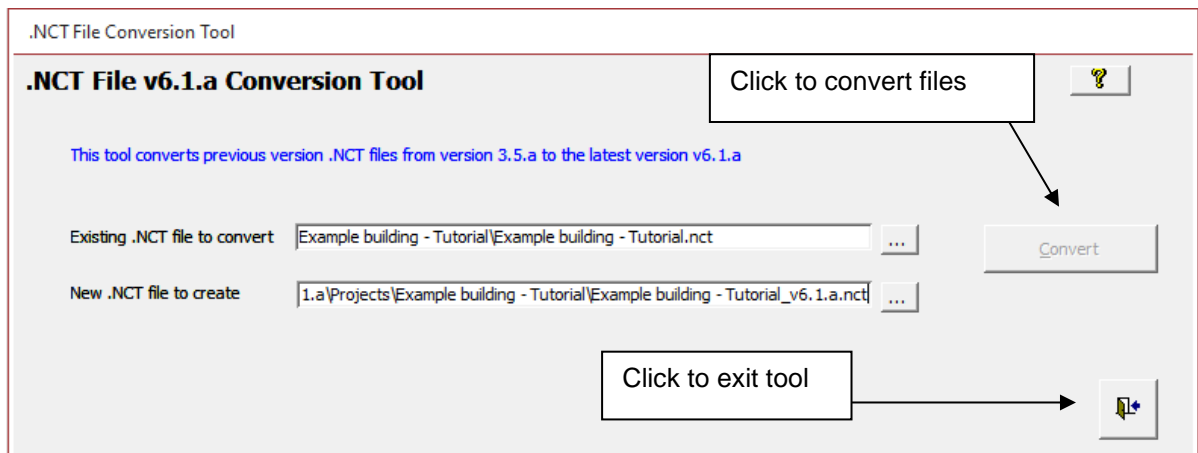 .NCT File Conversion Tool
.NCT File v6.1.a Conversion Tool
Click to convert files
?
This tool converts previous version .NCT files from version 3.5.a to the latest version v6.1.a
Existing .NCT file to convert
Example building - Tutorial\Example building - Tutorial.nct
...
Convert
New .NCT file to create
1.a\Projects\Example building - Tutorial\Example building - Tutorial_v6.1.a.nct
...
Click to exit tool